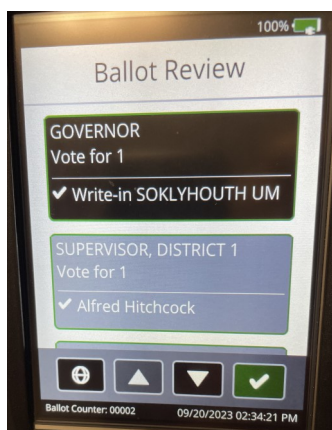 100%
Ballot Review
GOVERNOR
Vote for 1
✔ Write-in SOKLYHOUTH UM
SUPERVISOR, DISTRICT 1
Vote for 1
✔ Alfred Hitchcock
Ballot Counter: 00002 09/20/2023 02:34:21 PM